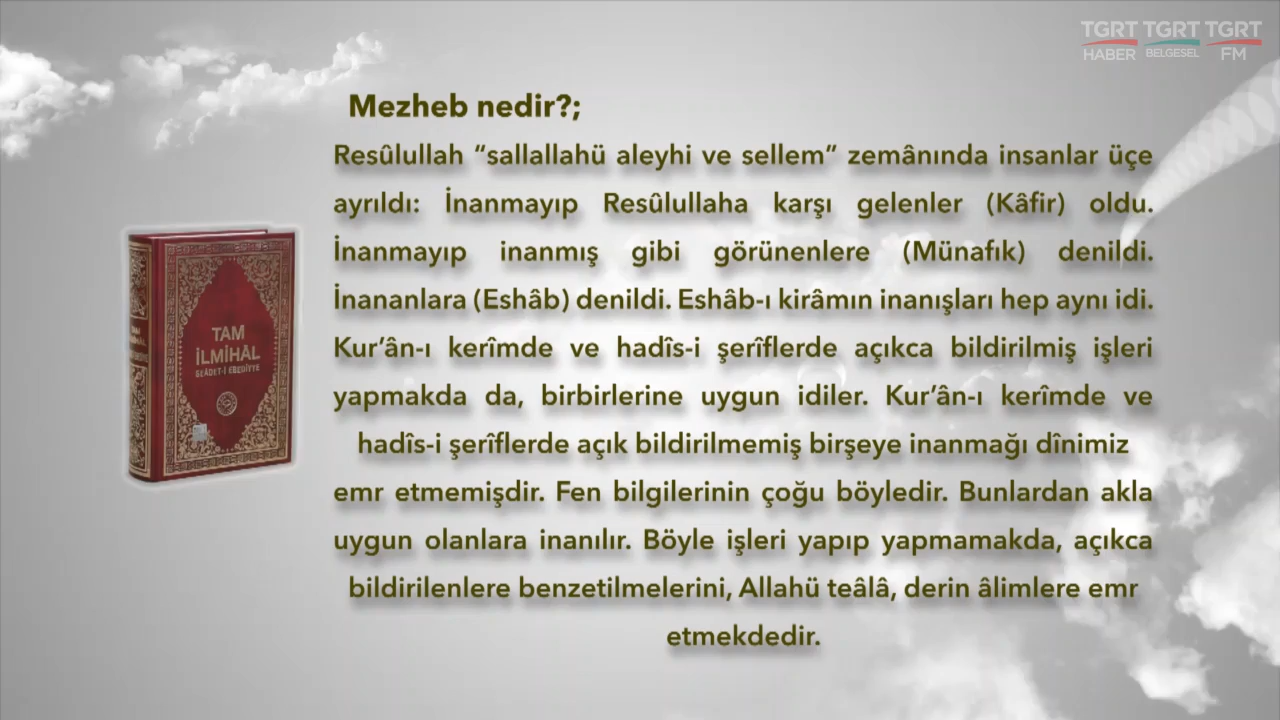 TGRT TGRT TGRT
HABER BELGESEL FM
Mezheb nedir?;
Resûlullah “sallallahü aleyhi ve sellem” zemânında insanlar üçe
ayrıldı: İnanmayıp Resûlullaha karşı gelenler (Kâfir) oldu.
İnanmayıp inanmış gibi görünenlere (Münafık) denildi.
İnananlara (Eshâb) denildi. Eshâb-ı kirâmın inanışları hep aynı idi.
Kur’ân-ı kerîmde ve hadîs-i şerîflerde açıkca bildirilmiş işleri
yapmakda da, birbirlerine uygun idiler. Kur’ân-ı kerîmde ve
hadîs-i şerîflerde açık bildirilmemiş birşeye inanmağı dînimiz
emr etmemişdir. Fen bilgilerinin çoğu böyledir. Bunlardan akla
uygun olanlara inanılır. Böyle işleri yapıp yapmamakda, açıkca
bildirilenlere benzetilmelerini, Allahü teâlâ, derin âlimlere emr
etmekdedir.
TAM
İLMİHÂL
SEÂDET-İ EBEDİYYE